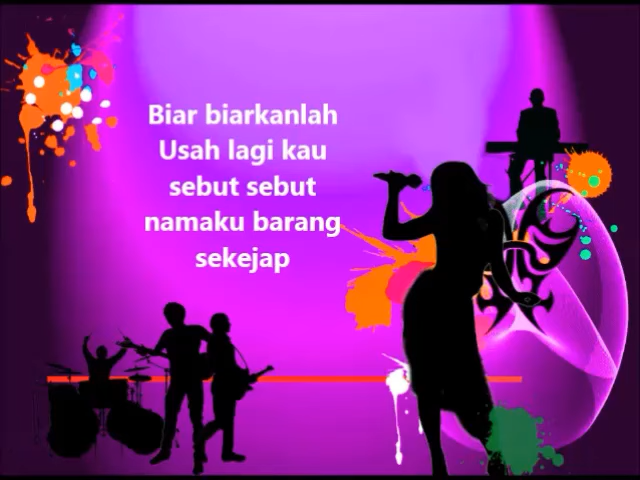 Biar biarkanlah
Usah lagi kau
sebut sebut
namaku barang
sekejap